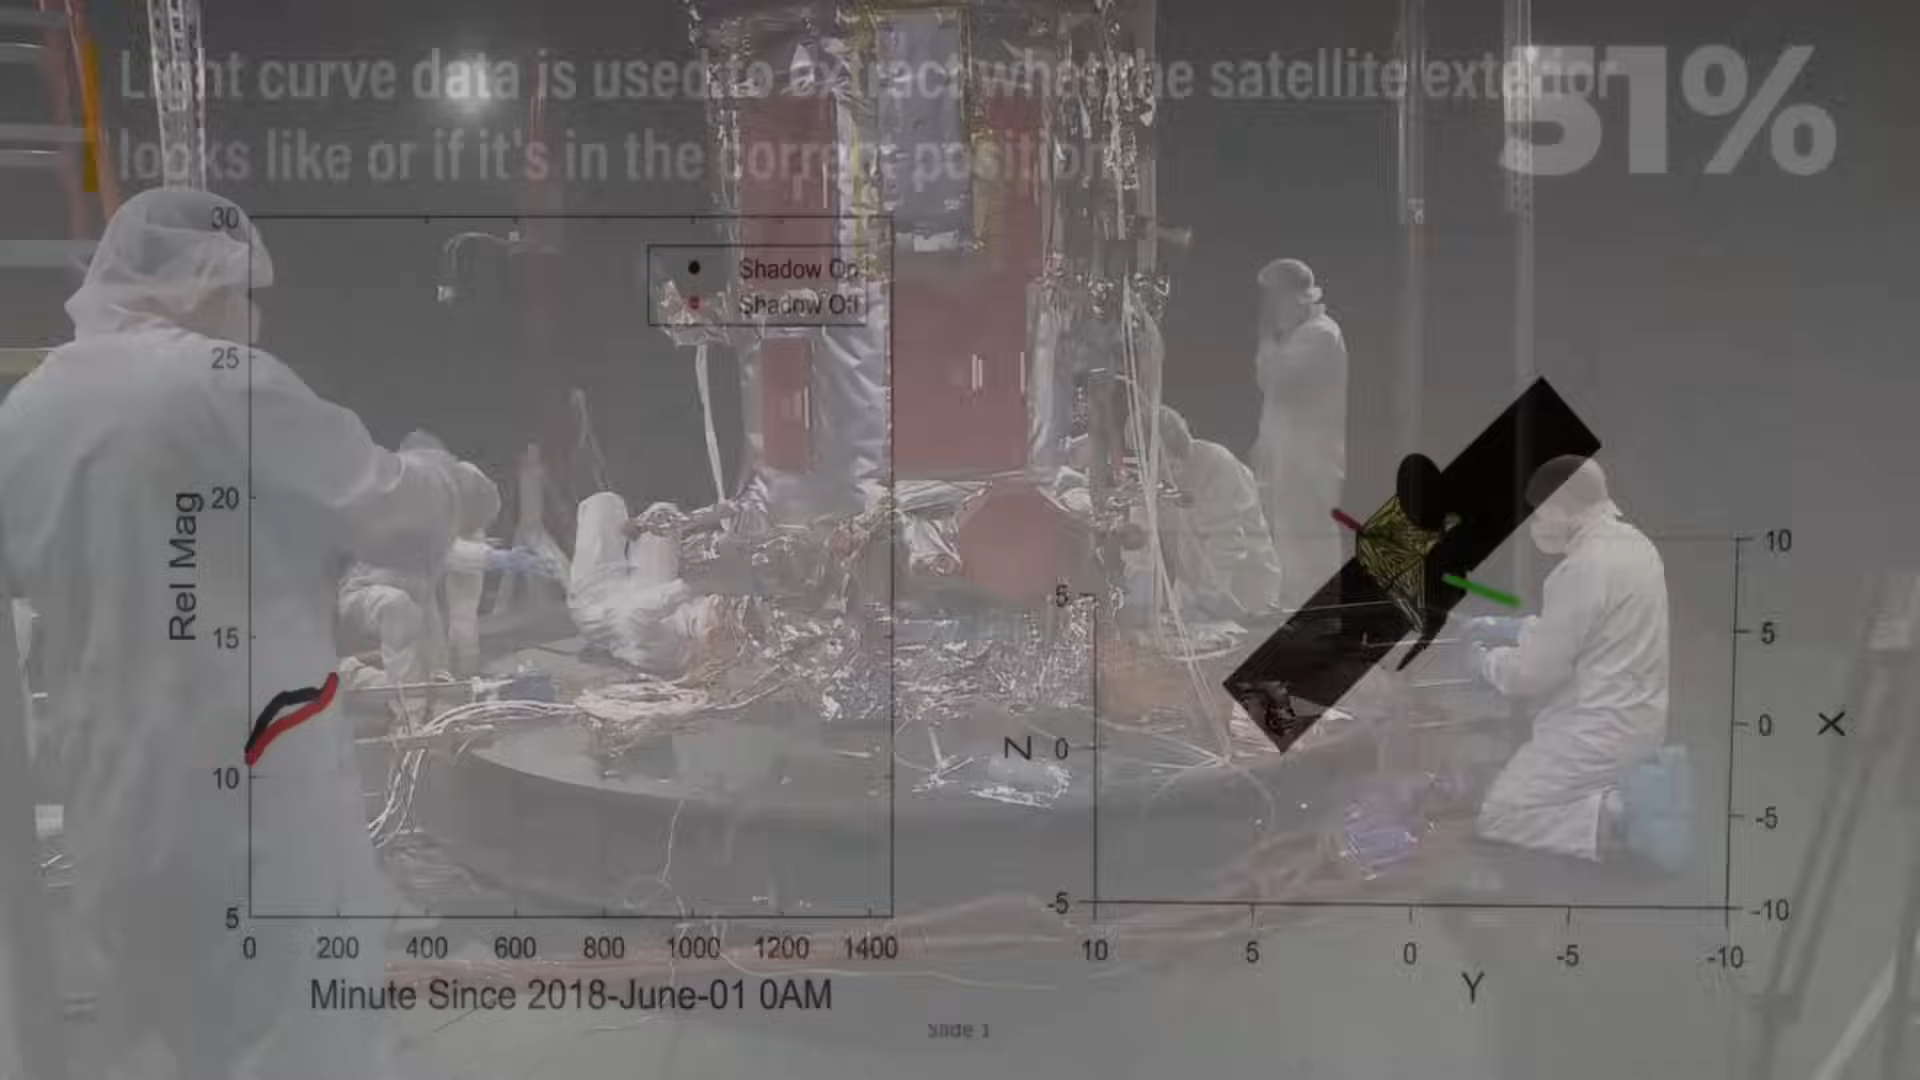 Light curve data is used to extract what the satellite exterior
looks like or if it's in the correct position
51%
30
25
20
15
10
5
Rel Mag
Shadow On
Shadow Off
0 200 400 600 800 1000 1200 1400
Minute Since 2018-June-01 0AM
5
0
-5
Z
10 5 0 -5 -10
Y
10
5
0
-5
-10
X
Slide 1